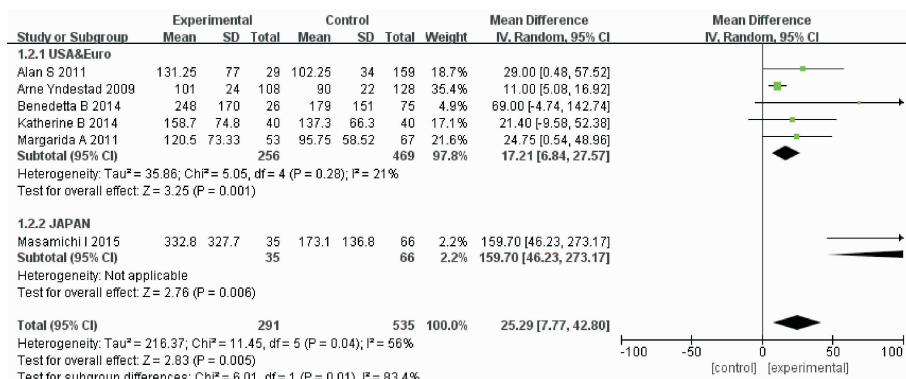 Experimental Control Mean Difference Mean Difference
Study or Subgroup Mean SD Total Mean SD Total Weight IV, Random, 95% CI IV, Random, 95% CI
1.2.1 USA&Euro
Alan S 2011 131.25 77 29 102.25 34 159 18.7% 29.00 [0.48, 57.52]
Arne Yndestad 2009 101 24 108 90 22 128 35.4% 11.00 [5.08, 16.92]
Benedetta B 2014 248 170 26 179 151 75 4.9% 69.00 [-4.74, 142.74]
Katherine B 2014 158.7 74.8 40 137.3 66.3 40 17.1% 21.40 [-9.58, 52.38]
Margarida A 2011 120.5 73.33 53 95.75 58.52 67 21.6% 24.75 [0.54, 48.96]
Subtotal (95% CI) 256 469 97.8% 17.21 [6.84, 27.57]
Heterogeneity: Tau² = 35.86; Chi² = 5.05, df = 4 (P = 0.28); I² = 21%
Test for overall effect: Z = 3.25 (P = 0.001)
1.2.2 JAPAN
Masamichi I 2015 332.8 327.7 35 173.1 136.8 66 2.2% 159.70 [46.23, 273.17]
Subtotal (95% CI) 35 66 2.2% 159.70 [46.23, 273.17]
Heterogeneity: Not applicable
Test for overall effect: Z = 2.76 (P = 0.006)
Total (95% CI) 291 535 100.0% 25.29 [7.77, 42.80]
Heterogeneity: Tau² = 216.37; Chi² = 11.45, df = 5 (P = 0.04); I² = 56%
Test for overall effect: Z = 2.83 (P = 0.005)
Test for subgroup differences: Chi² = 6.01, df = 1 (P = 0.01), I² = 83.4%
-100 -50 0 50 100
[control] [experimental]